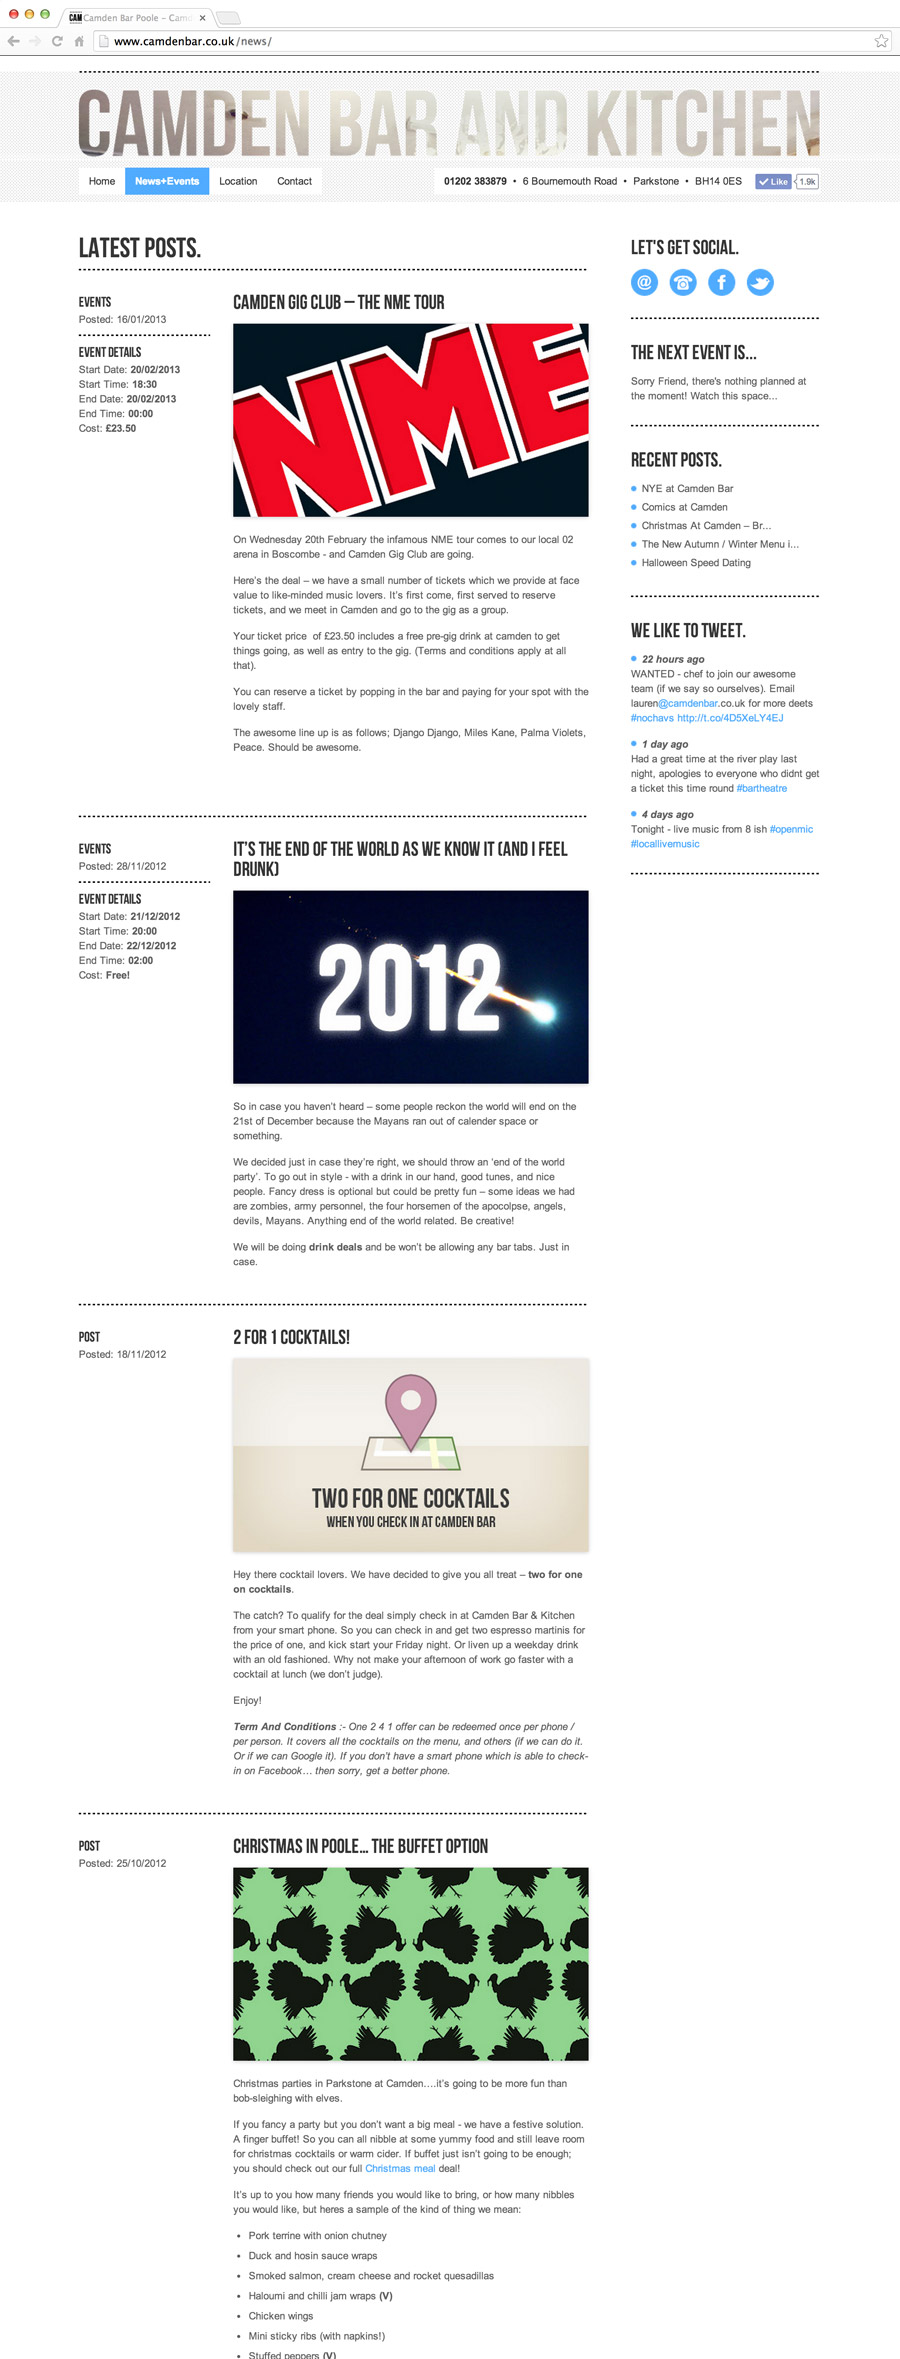 CAM Camden Bar Poole – Cam
www.camdenbar.co.uk/news/
CAMDEN BAR AND KITCHEN
Home News+Events Location Contact
01202 383879 • 6 Bournemouth Road • Parkstone • BH14 0ES Like 1.9k
LATEST POSTS.
EVENTS
Posted: 16/01/2013
EVENT DETAILS
Start Date: 20/02/2013
Start Time: 18:30
End Date: 20/02/2013
End Time: 00:00
Cost: £23.50
CAMDEN GIG CLUB – THE NME TOUR
NME
On Wednesday 20th February the infamous NME tour comes to our local 02
arena in Boscombe - and Camden Gig Club are going.
Here's the deal – we have a small number of tickets which we provide at face
value to like-minded music lovers. It's first come, first served to reserve
tickets, and we meet in Camden and go to the gig as a group.
Your ticket price of £23.50 includes a free pre-gig drink at camden to get
things going, as well as entry to the gig. (Terms and conditions apply at all
that).
You can reserve a ticket by popping in the bar and paying for your spot with the
lovely staff.
The awesome line up is as follows; Django Django, Miles Kane, Palma Violets,
Peace. Should be awesome.
EVENTS
Posted: 28/11/2012
EVENT DETAILS
Start Date: 21/12/2012
Start Time: 20:00
End Date: 22/12/2012
End Time: 02:00
Cost: Free!
IT'S THE END OF THE WORLD AS WE KNOW IT (AND I FEEL
DRUNK)
2012
So in case you haven't heard – some people reckon the world will end on the
21st of December because the Mayans ran out of calender space or
something.
We decided just in case they're right, we should throw an 'end of the world
party'. To go out in style - with a drink in our hand, good tunes, and nice
people. Fancy dress is optional but could be pretty fun – some ideas we had
are zombies, army personnel, the four horsemen of the apocolpse, angels,
devils, Mayans. Anything end of the world related. Be creative!
We will be doing drink deals and be won't be allowing any bar tabs. Just in
case.
POST
Posted: 18/11/2012
2 FOR 1 COCKTAILS!
TWO FOR ONE COCKTAILS
WHEN YOU CHECK IN AT CAMDEN BAR
Hey there cocktail lovers. We have decided to give you all treat – two for one
on cocktails.
The catch? To qualify for the deal simply check in at Camden Bar & Kitchen
from your smart phone. So you can check in and get two espresso martinis for
the price of one, and kick start your Friday night. Or liven up a weekday drink
with an old fashioned. Why not make your afternoon of work go faster with a
cocktail at lunch (we don't judge).
Enjoy!
Term And Conditions :- One 2 4 1 offer can be redeemed once per phone /
per person. It covers all the cocktails on the menu, and others (if we can do it.
Or if we can Google it). If you don't have a smart phone which is able to check-
in on Facebook… then sorry, get a better phone.
POST
Posted: 25/10/2012
CHRISTMAS IN POOLE… THE BUFFET OPTION
Christmas parties in Parkstone at Camden….it's going to be more fun than
bob-sleighing with elves.
If you fancy a party but you don't want a big meal - we have a festive solution.
A finger buffet! So you can all nibble at some yummy food and still leave room
for christmas cocktails or warm cider. If buffet just isn't going to be enough;
you should check out our full Christmas meal deal!
It's up to you how many friends you would like to bring, or how many nibbles
you would like, but heres a sample of the kind of thing we mean:
• Pork terrine with onion chutney
• Duck and hosin sauce wraps
• Smoked salmon, cream cheese and rocket quesadillas
• Haloumi and chilli jam wraps (V)
• Chicken wings
• Mini sticky ribs (with napkins!)
• Stuffed peppers (V)
LET'S GET SOCIAL.
THE NEXT EVENT IS...
Sorry Friend, there's nothing planned at
the moment! Watch this space...
RECENT POSTS.
NYE at Camden Bar
Comics at Camden
Christmas At Camden – Br...
The New Autumn / Winter Menu i...
Halloween Speed Dating
WE LIKE TO TWEET.
22 hours ago
WANTED - chef to join our awesome
team (if we say so ourselves). Email
lauren@camdenbar.co.uk for more deets
#nochavs http://t.co/4D5XeLY4EJ
1 day ago
Had a great time at the river play last
night, apologies to everyone who didnt get
a ticket this time round #bartheatre
4 days ago
Tonight - live music from 8 ish #openmic
#locallivemusic